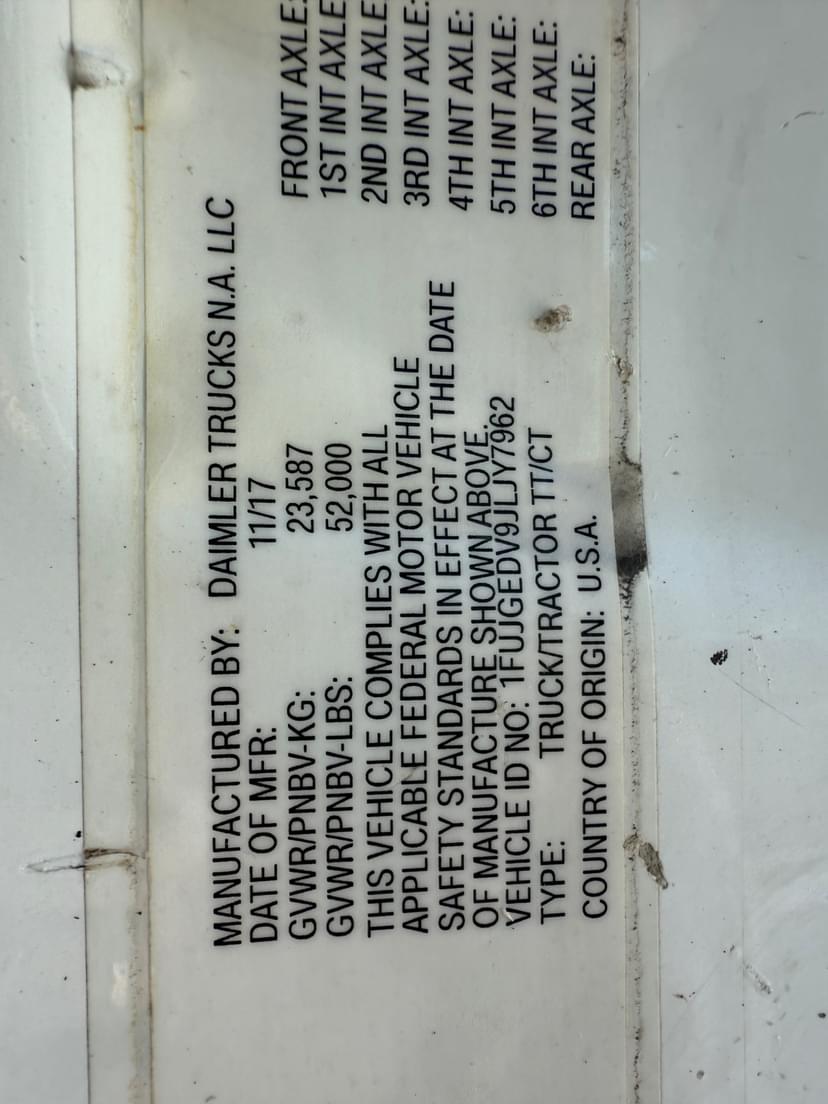 MANUFACTURED BY: DAIMLER TRUCKS N.A. LLC
DATE OF MFR: 11/17
GVWR/PNBV-KG: 23,587
GVWR/PNBV-LBS: 52,000
THIS VEHICLE COMPLIES WITH ALL
APPLICABLE FEDERAL MOTOR VEHICLE
SAFETY STANDARDS IN EFFECT AT THE DATE
OF MANUFACTURE SHOWN ABOVE.
VEHICLE ID NO: 1FUJGEDV9JLJY7962
TYPE: TRUCK/TRACTOR TT/CT
COUNTRY OF ORIGIN: U.S.A.
FRONT AXLE:
1ST INT AXLE
2ND INT AXLE
3RD INT AXLE:
4TH INT AXLE:
5TH INT AXLE:
6TH INT AXLE:
REAR AXLE: